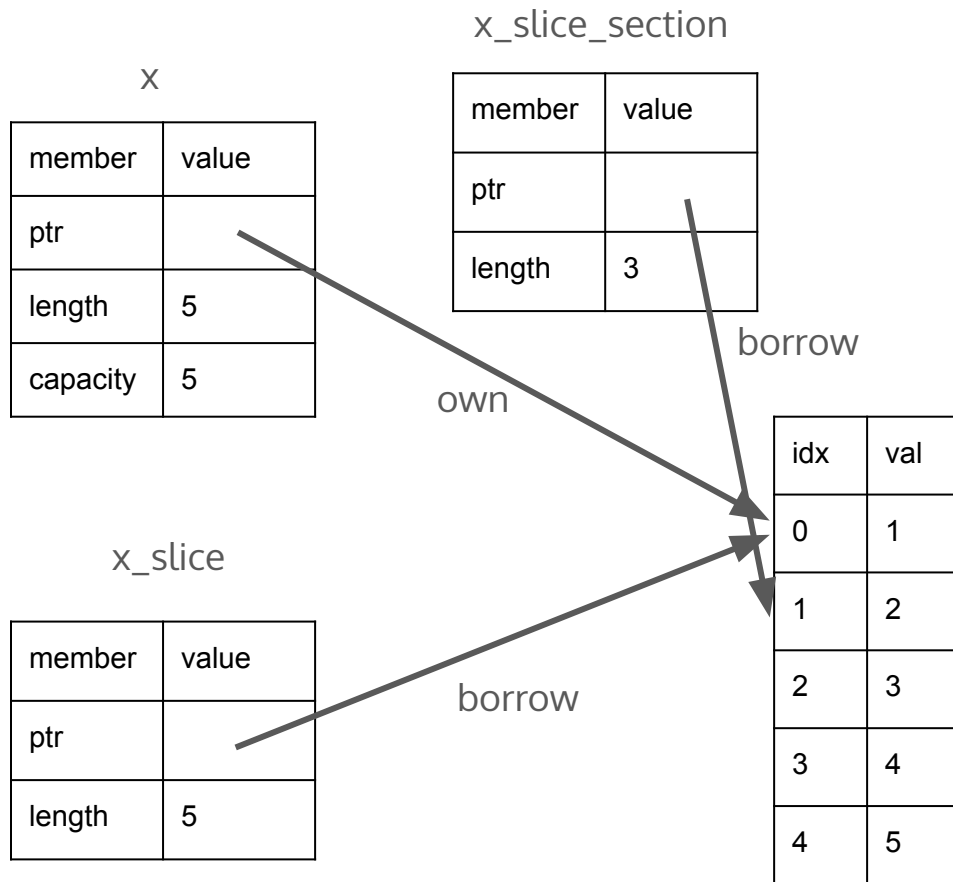 x_slice_section
member value
ptr
length 3
x
member value
ptr
length 5
capacity 5
borrow
own
idx val
0 1
1 2
2 3
3 4
4 5
x_slice
member value
ptr
length 5
borrow